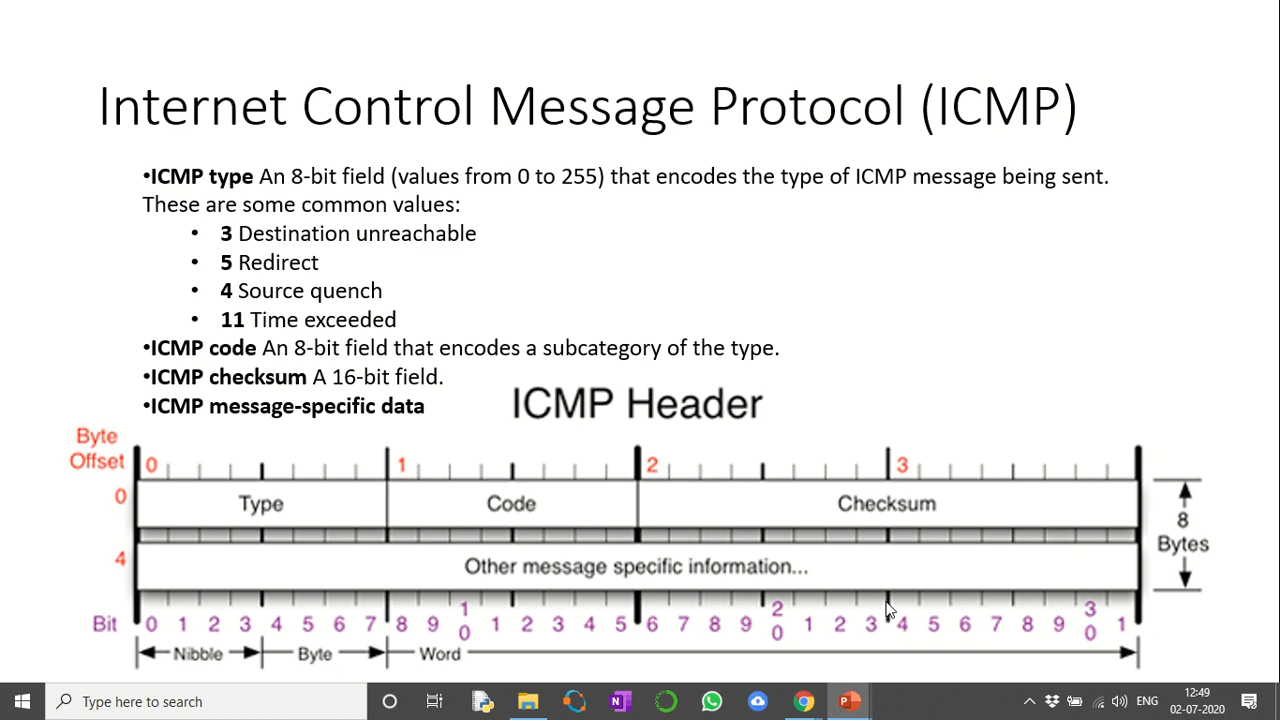 Internet Control Message Protocol (ICMP)
•ICMP type An 8-bit field (values from 0 to 255) that encodes the type of ICMP message being sent.
These are some common values:
• 3 Destination unreachable
• 5 Redirect
• 4 Source quench
• 11 Time exceeded
•ICMP code An 8-bit field that encodes a subcategory of the type.
•ICMP checksum A 16-bit field.
•ICMP message-specific data
ICMP Header
Byte
Offset 0 1 2 3
0 Type Code Checksum
8
Bytes
4 Other message specific information...
Bit 0 1 2 3 4 5 6 7 8 9 10 1 2 3 4 5 6 7 8 9 20 1 2 3 4 5 6 7 8 9 30 1
Nibble Byte Word
Type here to search
ENG
12:49
02-07-2020